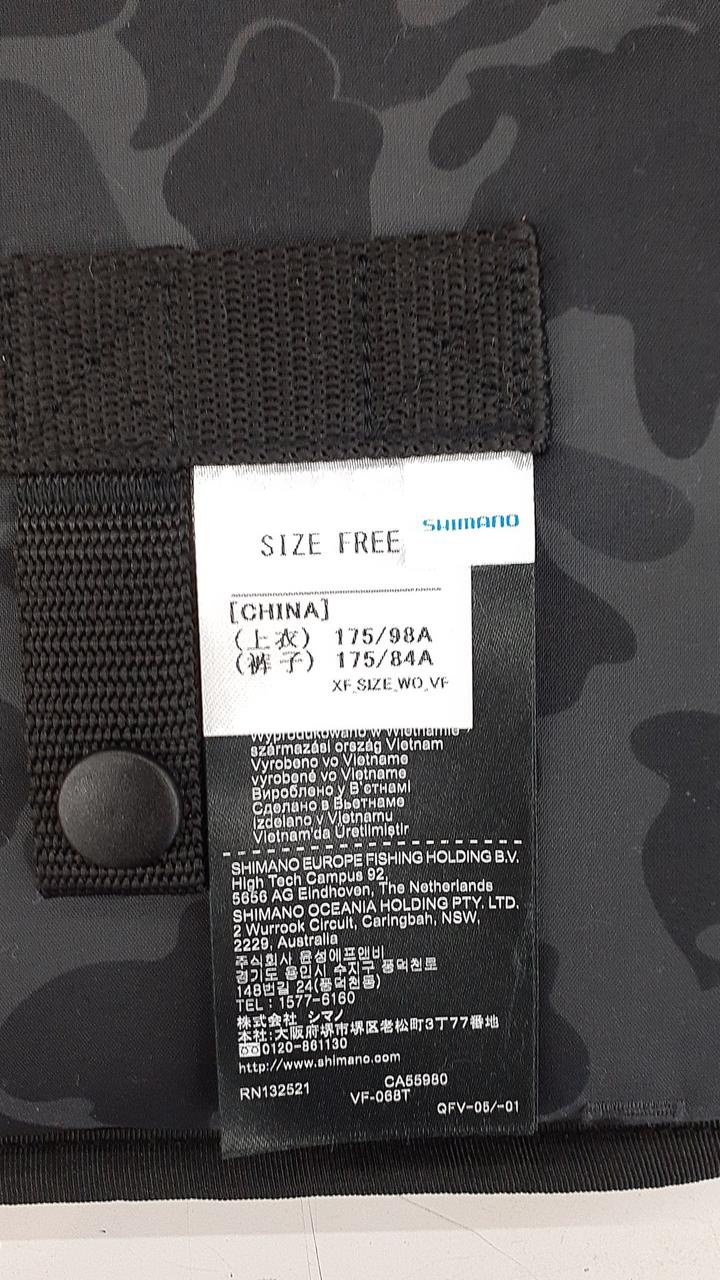 SHIMANO
SIZE FREE
[CHINA]
(上衣) 175/98A
(裤子) 175/84A
XF_SIZE_WO_VF
Wyprodukowano w Wietnamie
származási ország Vietnam
Vyrobeno vo Vietname
vyrobené vo Vietname
Вироблено у В'єтнамі
Сделано в Вьетнаме
Izdelano v Vietnamu
Vietnam'da Üretilmiştir
SHIMANO EUROPE FISHING HOLDING B.V.
High Tech Campus 92,
5656 AG Eindhoven, The Netherlands
SHIMANO OCEANIA HOLDING PTY. LTD.
2 Wurrook Circuit, Caringbah, NSW,
2229, Australia
주식회사 윤성에프앤비
경기도 용인시 수지구 풍덕천로
148번길 24(풍덕천동)
TEL : 1577-6160
株式会社 シマノ
本社:大阪府堺市堺区老松町3丁77番地
0120-861130
http://www.shimano.com
RN132521 CA55980
VF-068T
QFV-05/-01